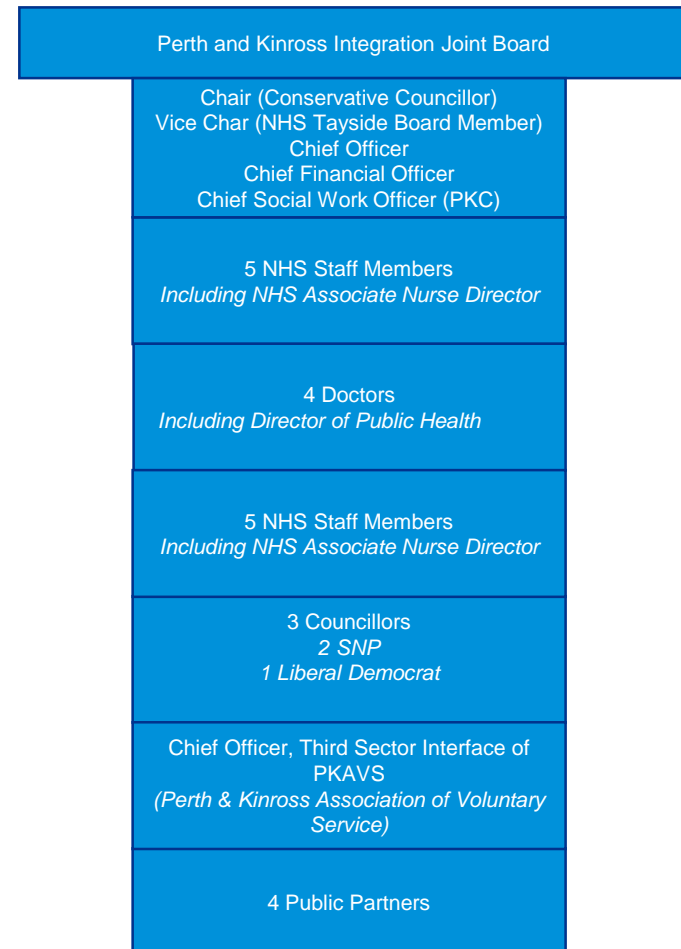 Perth and Kinross Integration Joint Board
Chair (Conservative Councillor)
Vice Char (NHS Tayside Board Member)
Chief Officer
Chief Financial Officer
Chief Social Work Officer (PKC)
5 NHS Staff Members
Including NHS Associate Nurse Director
4 Doctors
Including Director of Public Health
5 NHS Staff Members
Including NHS Associate Nurse Director
3 Councillors
2 SNP
1 Liberal Democrat
Chief Officer, Third Sector Interface of
PKAVS
(Perth & Kinross Association of Voluntary
Service)
4 Public Partners